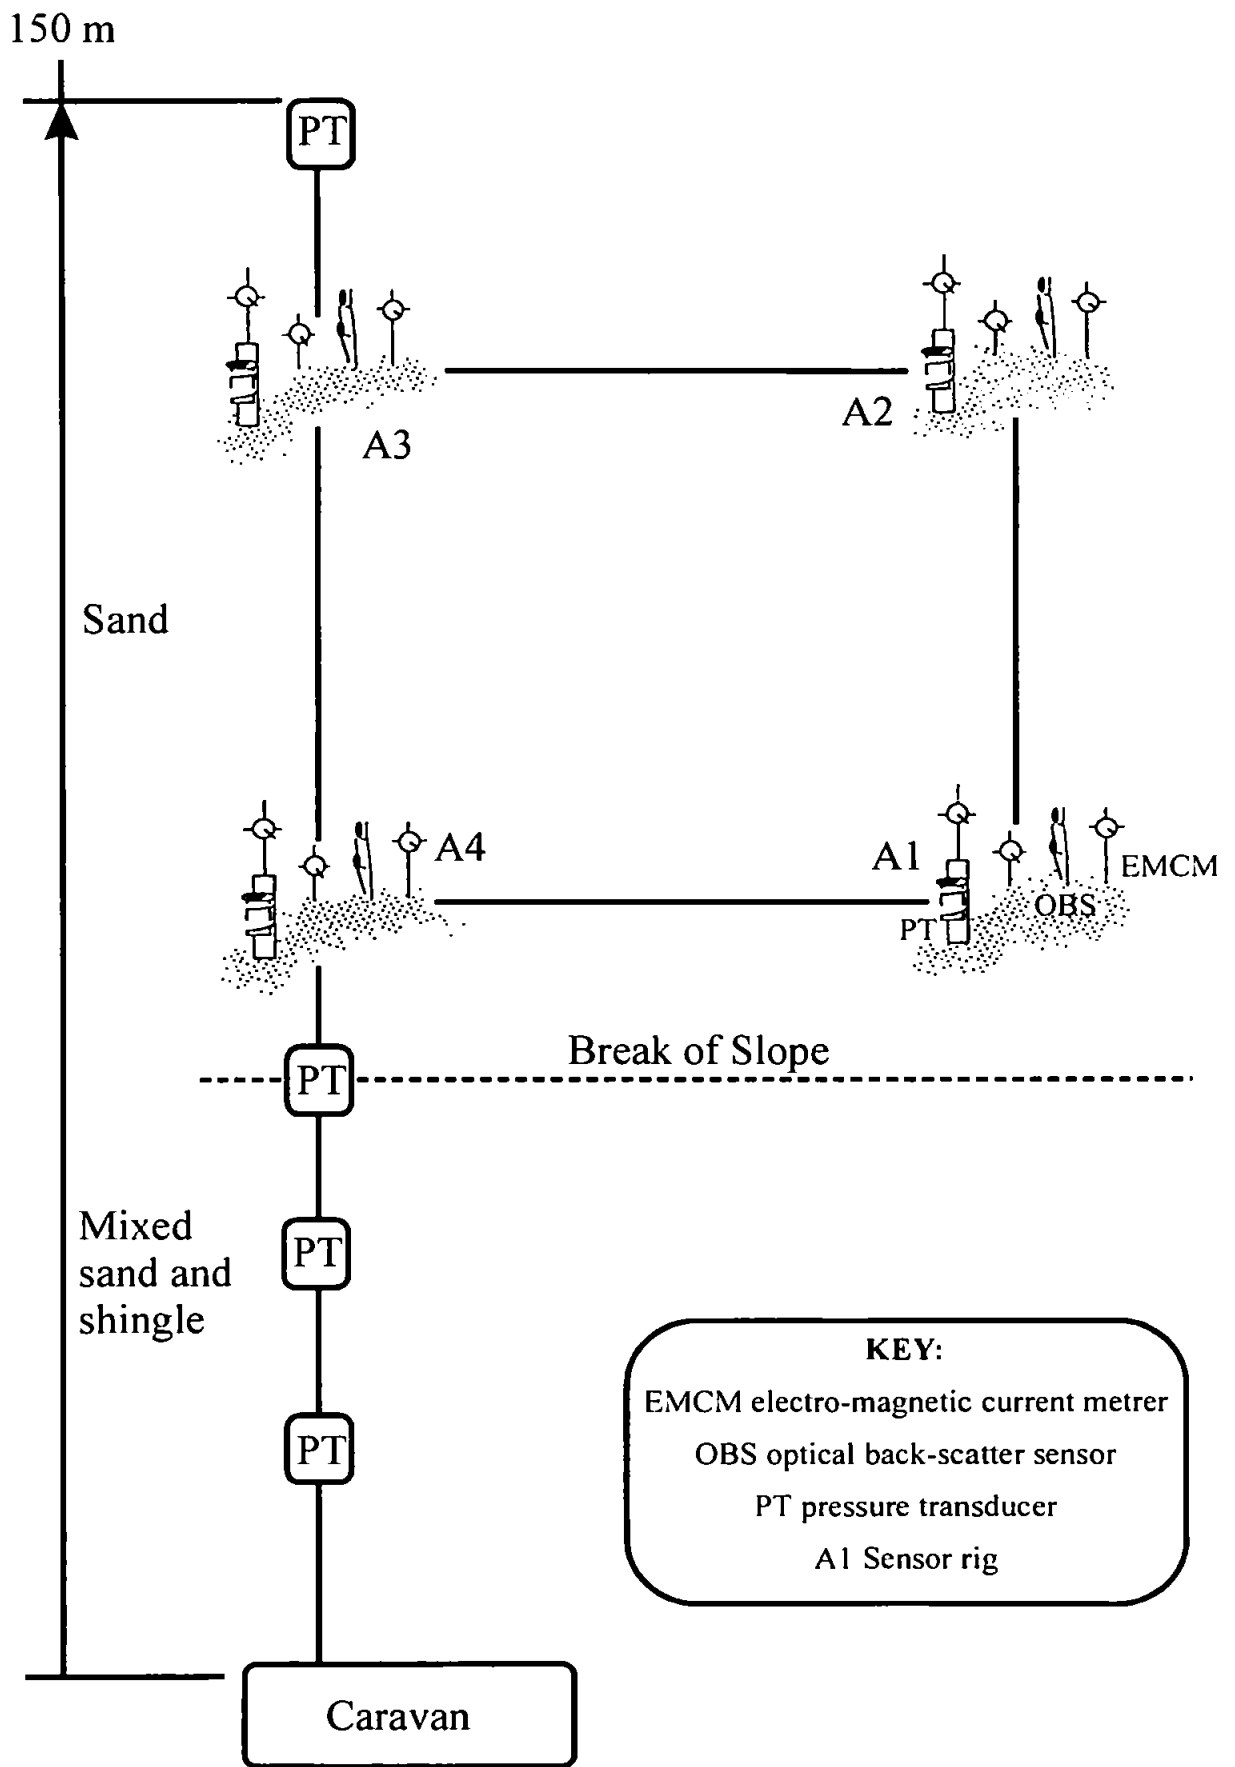 150 m
PT
A2
A3
Sand
A4
A1
EMCM
OBS
PT
Break of Slope
PT
Mixed
sand and
shingle
PT
KEY:
EMCM electro-magnetic current metrer
OBS optical back-scatter sensor
PT pressure transducer
A1 Sensor rig
PT
Caravan